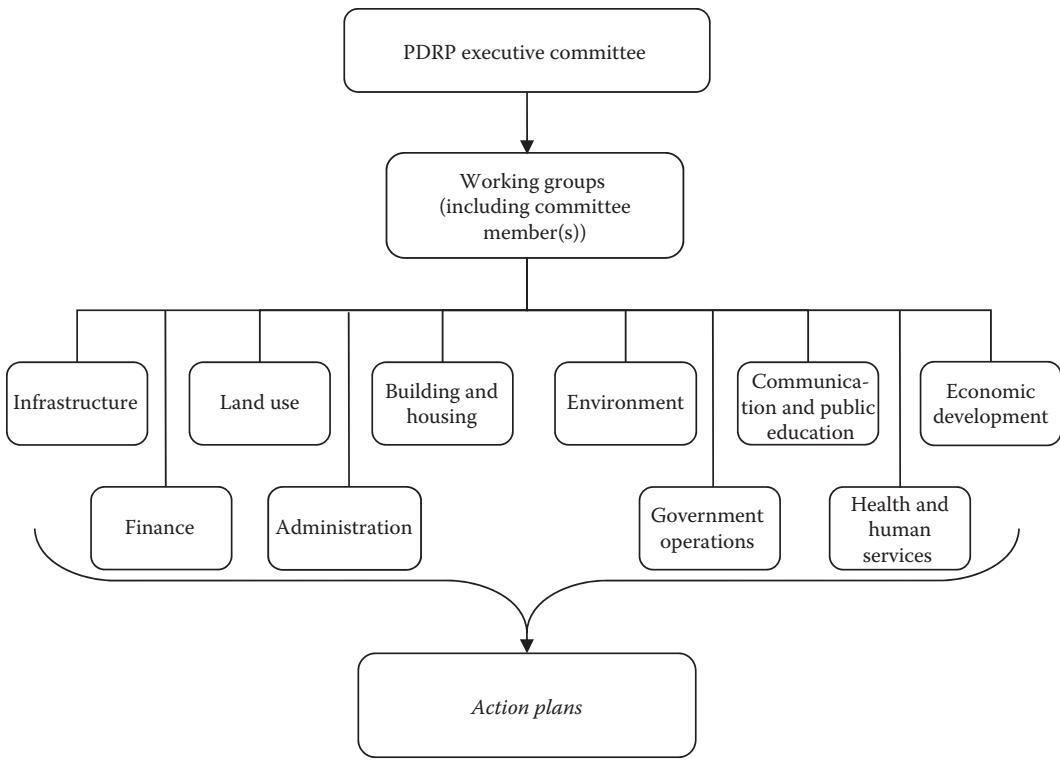 PDRP executive committee
Working groups
(including committee
member(s))
Infrastructure
Land use
Building and
housing
Environment
Communica-
tion and public
education
Economic
development
Finance
Administration
Government
operations
Health and
human
services
Action plans